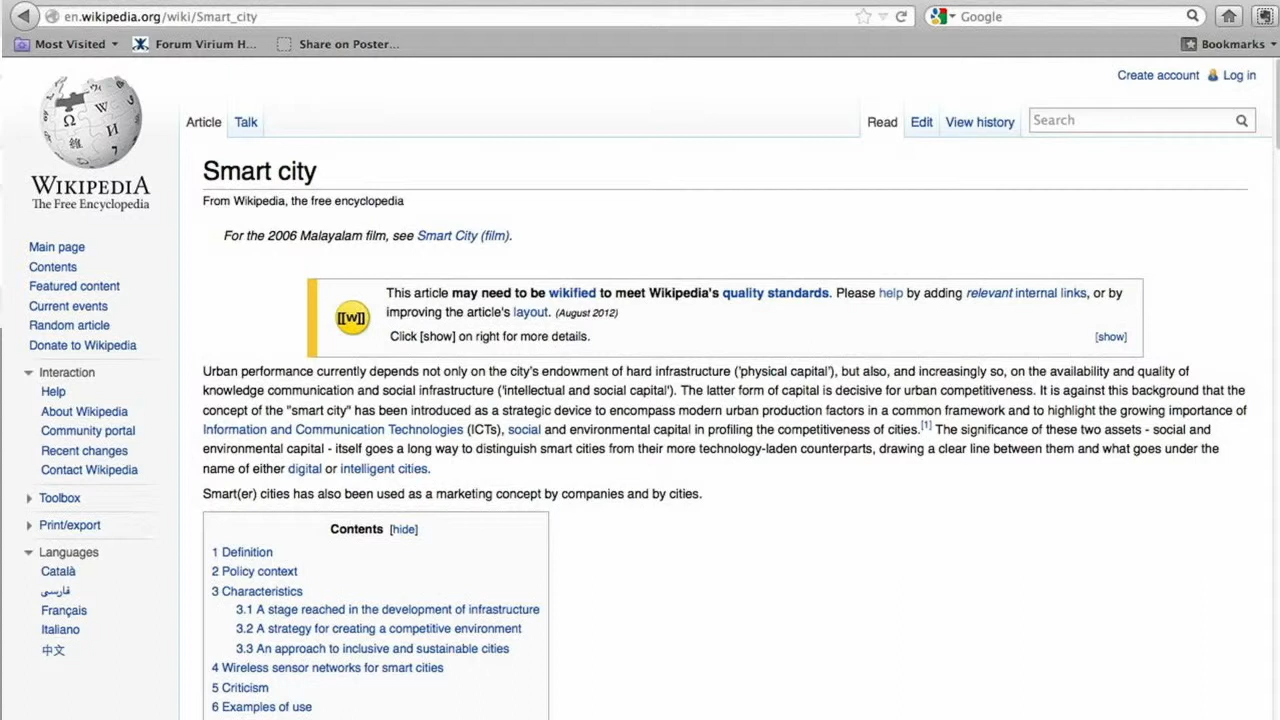 en.wikipedia.org/wiki/Smart_city
Google
Most Visited
Forum Virium H...
Share on Poster...
Bookmarks
Create account
Log in
Article
Talk
Read
Edit
View history
Search
WIKIPEDIA
The Free Encyclopedia
Smart city
From Wikipedia, the free encyclopedia
For the 2006 Malayalam film, see Smart City (film).
[[w]]
This article may need to be wikified to meet Wikipedia's quality standards. Please help by adding relevant internal links, or by
improving the article's layout. (August 2012)
Click [show] on right for more details.
[show]
Urban performance currently depends not only on the city's endowment of hard infrastructure ('physical capital'), but also, and increasingly so, on the availability and quality of
knowledge communication and social infrastructure ('intellectual and social capital'). The latter form of capital is decisive for urban competitiveness. It is against this background that the
concept of the "smart city" has been introduced as a strategic device to encompass modern urban production factors in a common framework and to highlight the growing importance of
Information and Communication Technologies (ICTs), social and environmental capital in profiling the competitiveness of cities.[1] The significance of these two assets - social and
environmental capital - itself goes a long way to distinguish smart cities from their more technology-laden counterparts, drawing a clear line between them and what goes under the
name of either digital or intelligent cities.
Smart(er) cities has also been used as a marketing concept by companies and by cities.
Contents [hide]
1 Definition
2 Policy context
3 Characteristics
3.1 A stage reached in the development of infrastructure
3.2 A strategy for creating a competitive environment
3.3 An approach to inclusive and sustainable cities
4 Wireless sensor networks for smart cities
5 Criticism
6 Examples of use
Main page
Contents
Featured content
Current events
Random article
Donate to Wikipedia
Interaction
Help
About Wikipedia
Community portal
Recent changes
Contact Wikipedia
Toolbox
Print/export
Languages
Català
فارسی
Français
Italiano
中文